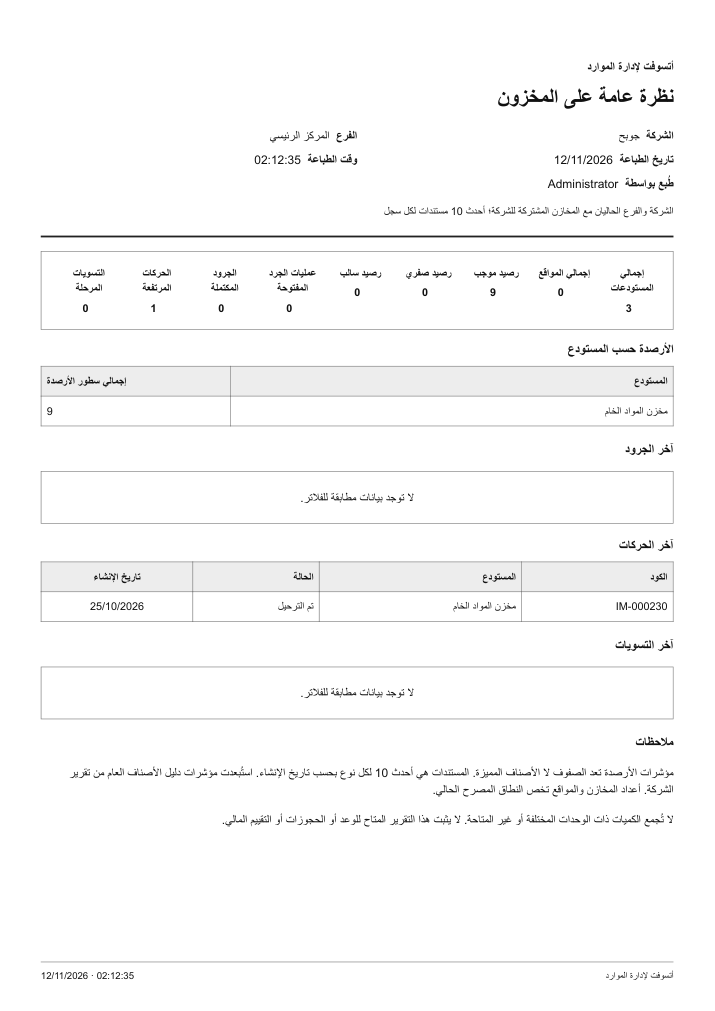 أتسوفت لإدارة الموارد
نظرة عامة على المخزون
الشركة جوبح
الفرع المركز الرئيسي
تاريخ الطباعة 12/11/2026
وقت الطباعة 02:12:35
طُبع بواسطة Administrator
الشركة والفرع الحاليان مع المخازن المشتركة للشركة؛ أحدث 10 مستندات لكل سجل
إجمالي المستودعات 3
إجمالي المواقع 0
رصيد موجب 9
رصيد صفري 0
رصيد سالب 0
عمليات الجرد المفتوحة 0
الجرود المكتملة 0
الحركات المرتفعة 1
التسويات المرحلة 0
الأرصدة حسب المستودع
المستودع إجمالي سطور الأرصدة
مخزن المواد الخام 9
آخر الجرود
لا توجد بيانات مطابقة للفلاتر.
آخر الحركات
الكود المستودع الحالة تاريخ الإنشاء
IM-000230 مخزن المواد الخام تم الترحيل 25/10/2026
آخر التسويات
لا توجد بيانات مطابقة للفلاتر.
ملاحظات
مؤشرات الأرصدة تعد الصفوف لا الأصناف المميزة. المستندات هي أحدث 10 لكل نوع بحسب تاريخ الإنشاء. استُبعدت مؤشرات دليل الأصناف العام من تقرير
الشركة. أعداد المخازن والمواقع تخص النطاق المصرح الحالي.
لا تُجمع الكميات ذات الوحدات المختلفة أو غير المتاحة. لا يثبت هذا التقرير المتاح للوعد أو الحجوزات أو التقييم المالي.
أتسوفت لإدارة الموارد
12/11/2026 · 02:12:35